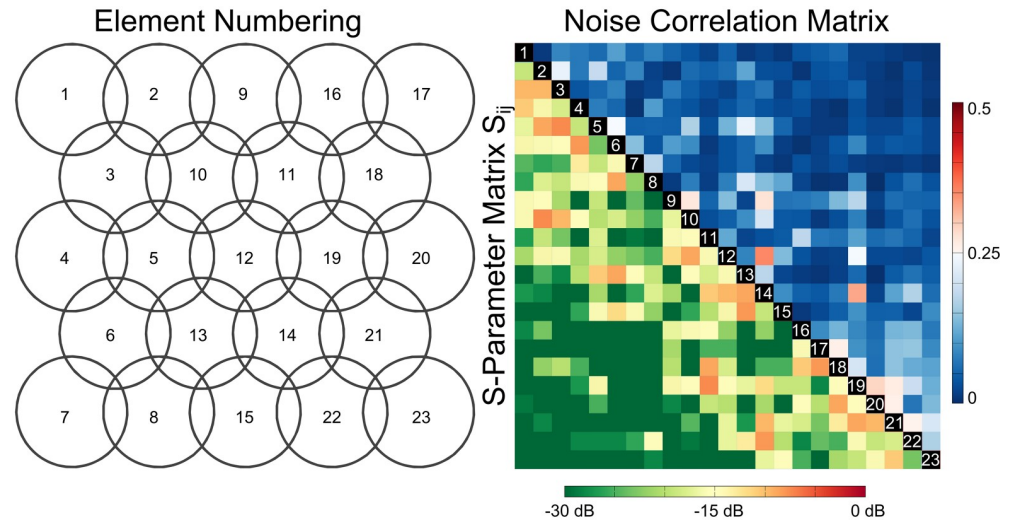 Element Numbering
1 2 9 16 17
3 10 11 18
4 5 12 19 20
6 13 14 21
7 8 15 22 23
Noise Correlation Matrix
S-Parameter Matrix Sij
1
2
3
4
5
6
7
8
9
10
11
12
13
14
15
16
17
18
19
20
21
22
23
0.5
0.25
0
-30 dB -15 dB 0 dB